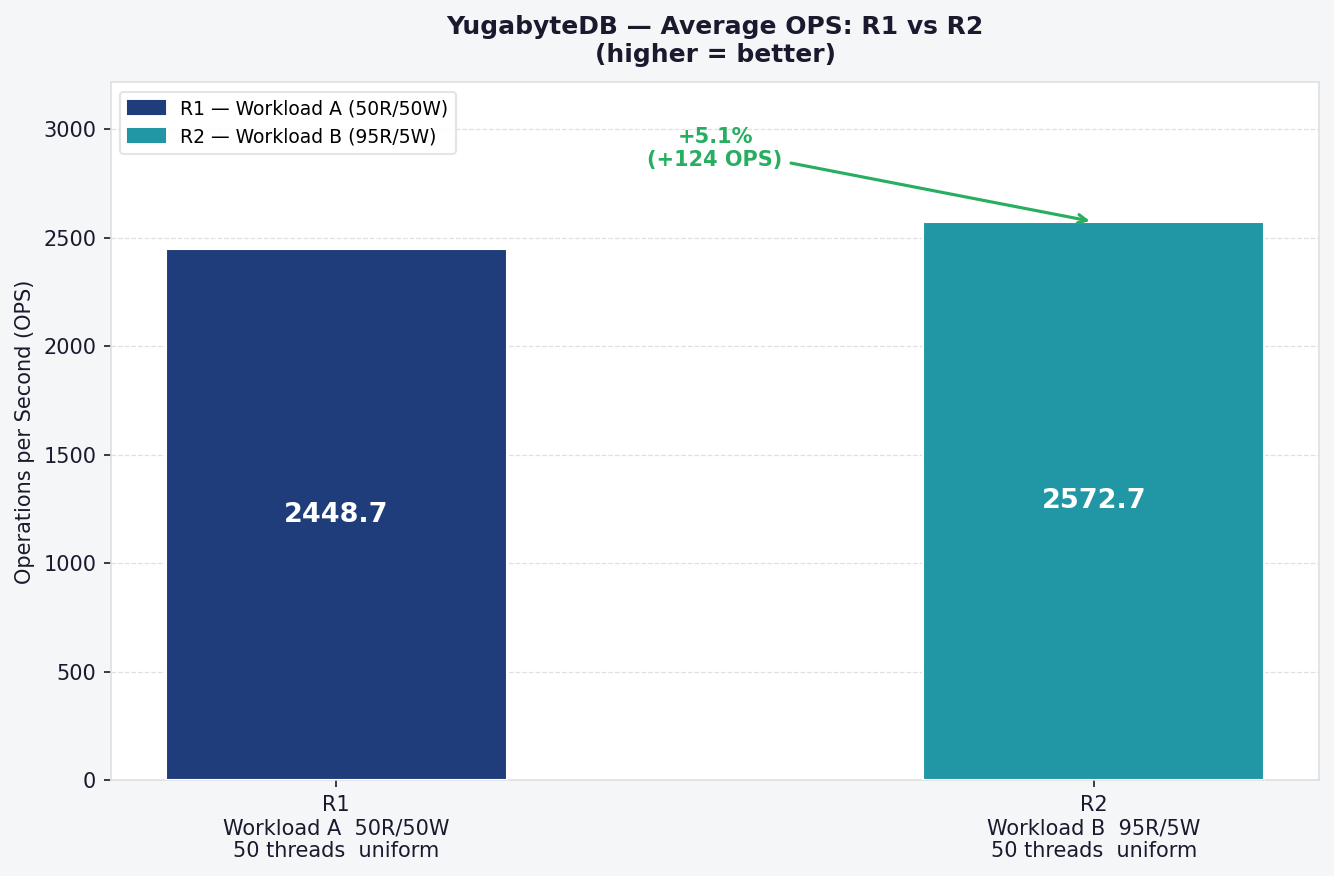 YugabyteDB — Average OPS: R1 vs R2
(higher = better)
R1 — Workload A (50R/50W)
R2 — Workload B (95R/5W)
+5.1%
(+124 OPS)
Operations per Second (OPS)
3000
2500
2000
1500
1000
500
0
2448.7
2572.7
R1
Workload A  50R/50W
50 threads  uniform
R2
Workload B  95R/5W
50 threads  uniform